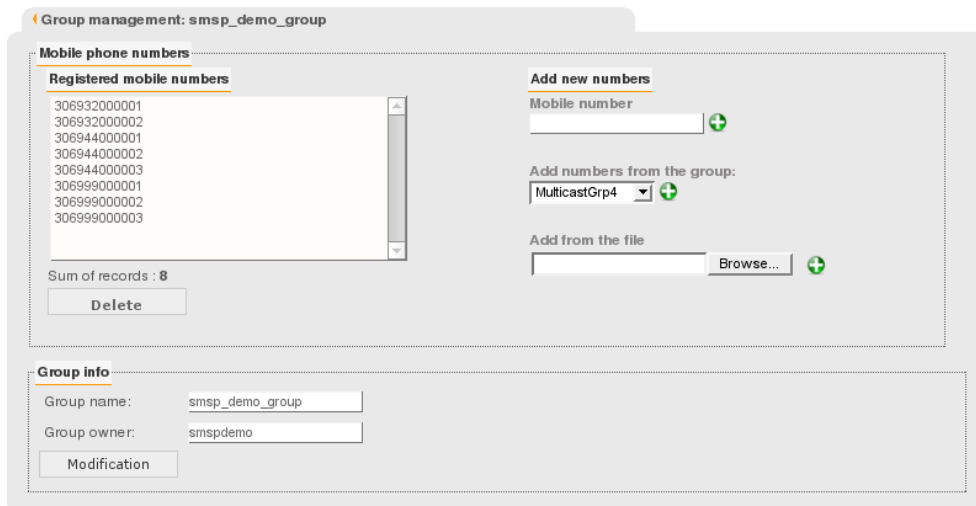 Group management: smsp_demo_group
Mobile phone numbers
Registered mobile numbers
306932000001
306932000002
306944000001
306944000002
306944000003
306999000001
306999000002
306999000003
Sum of records : 8
Delete
Add new numbers
Mobile number
Add numbers from the group:
MulticastGrp4
Add from the file
Browse...
Group info
Group name: smsp_demo_group
Group owner: smspdemo
Modification